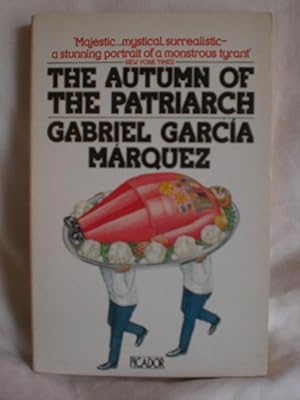 'Majestic...mystical, surrealistic–
a stunning portrait of a monstrous tyrant'
NEW YORK TIMES
THE AUTUMN OF
THE PATRIARCH
GABRIEL GARCÍA
MÁRQUEZ
PICADOR